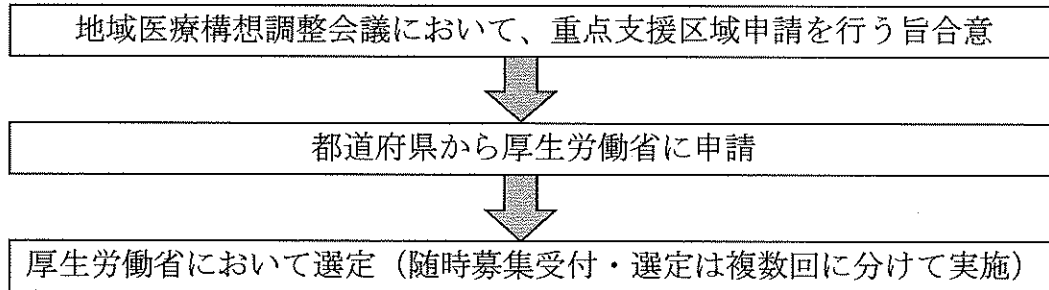 地域医療構想調整会議において、重点支援区域申請を行う旨合意
都道府県から厚生労働省に申請
厚生労働省において選定（随時募集受付・選定は複数回に分けて実施）